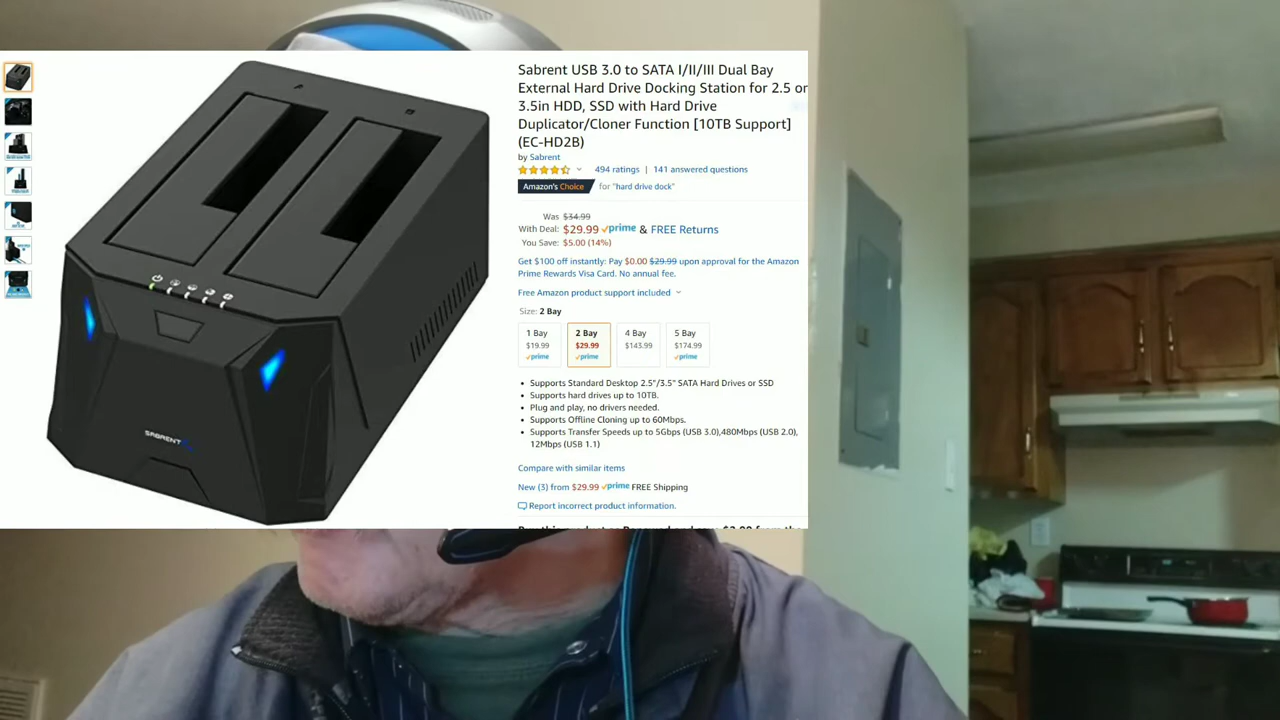 Sabrent USB 3.0 to SATA I/II/III Dual Bay
External Hard Drive Docking Station for 2.5 or
3.5in HDD, SSD with Hard Drive
Duplicator/Cloner Function [10TB Support]
(EC-HD2B)
by Sabrent
494 ratings | 141 answered questions
Amazon's Choice for "hard drive dock"
Was $34.99
With Deal: $29.99 prime & FREE Returns
You Save: $5.00 (14%)
Get $100 off instantly: Pay $0.00 $29.99 upon approval for the Amazon
Prime Rewards Visa Card. No annual fee.
Free Amazon product support included
Size: 2 Bay
1 Bay 2 Bay 4 Bay 5 Bay
$19.99 $29.99 $143.99 $174.99
prime prime prime
• Supports Standard Desktop 2.5"/3.5" SATA Hard Drives or SSD
• Supports hard drives up to 10TB.
• Plug and play, no drivers needed.
• Supports Offline Cloning up to 60Mbps.
• Supports Transfer Speeds up to 5Gbps (USB 3.0),480Mbps (USB 2.0),
12Mbps (USB 1.1)
Compare with similar items
New (3) from $29.99 prime FREE Shipping
Report incorrect product information.
SABRENT